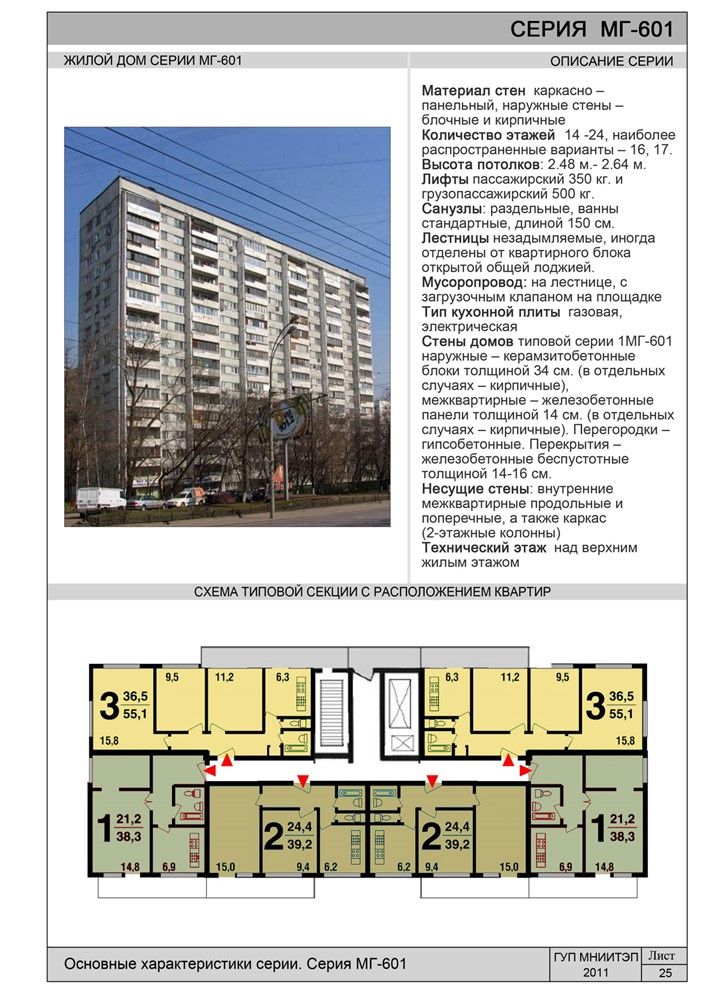 СЕРИЯ МГ-601
ЖИЛОЙ ДОМ СЕРИИ МГ-601
ОПИСАНИЕ СЕРИИ
Материал стен каркасно –
панельный, наружные стены –
блочные и кирпичные
Количество этажей 14 -24, наиболее
распространенные варианты – 16, 17.
Высота потолков: 2.48 м.- 2.64 м.
Лифты пассажирский 350 кг. и
грузопассажирский 500 кг.
Санузлы: раздельные, ванны
стандартные, длиной 150 см.
Лестницы незадымляемые, иногда
отделены от квартирного блока
открытой общей лоджией.
Мусоропровод: на лестнице, с
загрузочным клапаном на площадке
Тип кухонной плиты газовая,
электрическая
Стены домов типовой серии 1МГ-601
наружные – керамзитобетонные
блоки толщиной 34 см. (в отдельных
случаях – кирпичные),
межквартирные – железобетонные
панели толщиной 14 см. (в отдельных
случаях – кирпичные). Перегородки –
гипсобетонные. Перекрытия –
железобетонные беспустотные
толщиной 14-16 см.
Несущие стены: внутренние
межквартирные продольные и
поперечные, а также каркас
(2-этажные колонны)
Технический этаж над верхним
жилым этажом
СХЕМА ТИПОВОЙ СЕКЦИИ С РАСПОЛОЖЕНИЕМ КВАРТИР
9,5 11,2 6,3 6,3 11,2 9,5
3 36,5 55,1 3 36,5 55,1
15,8 15,8
1 21,2 38,3 2 24,4 39,2 2 24,4 39,2 1 21,2 38,3
14,8 6,9 15,0 9,4 6,2 6,2 9,4 15,0 6,9 14,8
Основные характеристики серии. Серия МГ-601
ГУП МНИИТЭП
2011
Лист
25